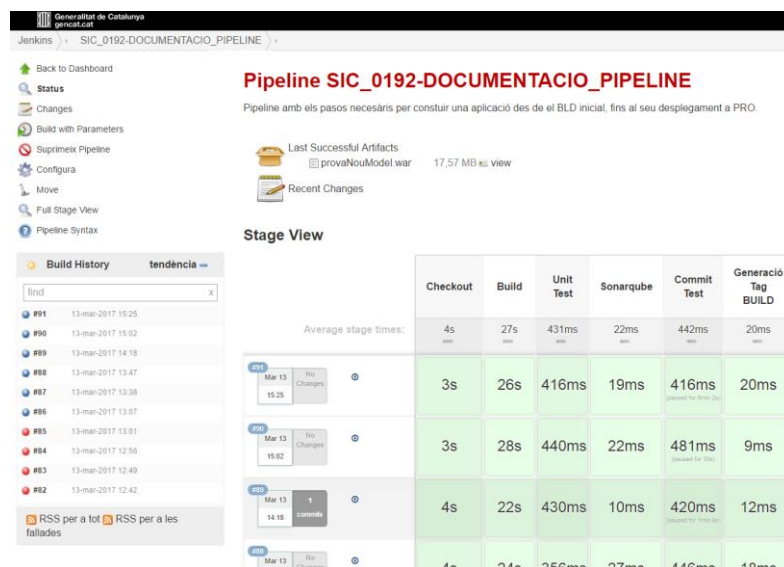 Generalitat de Catalunya
gencat.cat
Jenkins SIC_0192-DOCUMENTACIO_PIPELINE
Back to Dashboard
Status
Changes
Build with Parameters
Suprimeix Pipeline
Configura
Move
Full Stage View
Pipeline Syntax
Build History tendència
find x
#91 13-mar-2017 15:25
#90 13-mar-2017 15:02
#89 13-mar-2017 14:18
#88 13-mar-2017 13:47
#87 13-mar-2017 13:38
#86 13-mar-2017 13:07
#85 13-mar-2017 13:01
#84 13-mar-2017 12:56
#83 13-mar-2017 12:49
#82 13-mar-2017 12:42
RSS per a tot RSS per a les
fallades
Pipeline SIC_0192-DOCUMENTACIO_PIPELINE
Pipeline amb els pasos necesàris per constuir una aplicació des de el BLD inicial, fins al seu desplegament a PRO.
Last Successful Artifacts
provaNouModel.war 17,57 MB view
Recent Changes
Stage View
Checkout Build Unit Test Sonarqube Commit Test Generació Tag BUILD
Average stage times: 4s 27s 431ms 22ms 442ms 20ms
#91
Mar 13 No Changes
15:25
3s 26s 416ms 19ms 416ms 20ms
#90
Mar 13 No Changes
15:02
3s 28s 440ms 22ms 481ms 9ms
#89
Mar 13 1 commits
14:18
4s 22s 430ms 10ms 420ms 12ms
#88
Mar 13 No